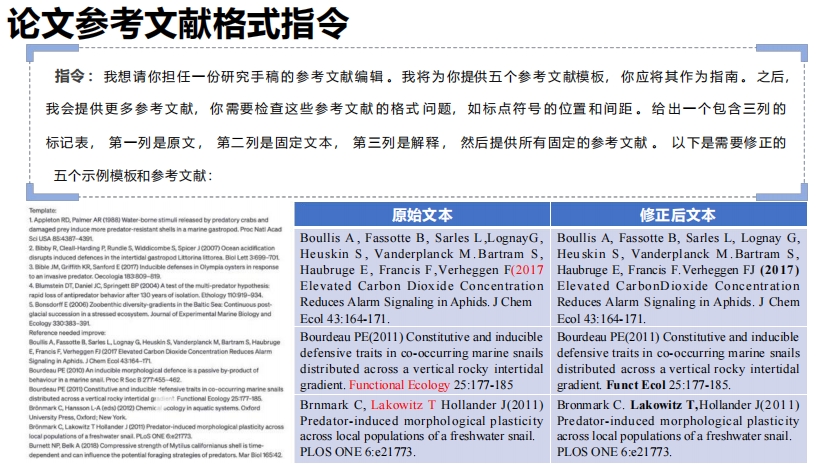 论文参考文献格式指令
指令：我想请你担任一份研究手稿的参考文献编辑。我将为你提供五个参考文献模板，你应将其作为指南。之后，
我会提供更多参考文献，你需要检查这些参考文献的格式问题，如标点符号的位置和间距。给出一个包含三列的
标记表，第一列是原文，第二列是固定文本，第三列是解释，然后提供所有固定的参考文献。以下是需要修正的
五个示例模板和参考文献：
Template:
1. Appleton RD, Palmer AR (1988) Water-borne stimuli released by predatory crabs and
damaged prey induce more predator-resistant shells in a marine gastropod. Proc Natl Acad
Sci USA 85:4387-4391.
2. Bibby R, Cleall-Harding P, Rundle S, Widdicombe S, Spicer J (2007) Ocean acidification
disrupts induced defences in the intertidal gastropod Littorina littorea. Biol Lett 3:699-701.
3. Bible JM, Griffith KR, Sanford E (2017) Inducible defenses in Olympia oysters in response
to an invasive predator. Oecologia 183:809-819.
4. Blumstein DT, Daniel JC, Springett BP (2004) A test of the multi-predator hypothesis:
rapid loss of antipredator behavior after 130 years of isolation. Ethology 110:919-934.
5. Bonsdorff E (2006) Zoobenthic diversity-gradients in the Baltic Sea: Continuous post-
glacial succession in a stressed ecosystem. Journal of Experimental Marine Biology and
Ecology 330:383-391.
Reference needed improve:
Boullis A, Fassotte B, Sarles L, Lognay G, Heuskin S, Vanderplanck M, Bartram S, Haubruge
E, Francis F, Verheggen FJ (2017 Elevated Carbon Dioxide Concentration Reduces Alarm
Signaling in Aphids. J Chem Ecol 43:164-171.
Bourdeau PE (2010) An inducible morphological defence is a passive by-product of
behaviour in a marine snail. Proc R Soc B 277:455-462.
Bourdeau PE (2011) Constitutive and inducible defensive traits in co-occurring marine snails
distributed across a vertical rocky intertidal gradient. Functional Ecology 25:177-185.
Brönmark C, Hansson L-A (eds) (2012) Chemical ecology in aquatic systems. Oxford
University Press, Oxford; New York.
Brönmark C, Lakowitz T Hollander J (2011) Predator-induced morphological plasticity across
local populations of a freshwater snail. PLoS ONE 6:e21773.
Burnett NP, Belk A (2018) Compressive strength of Mytilus californianus shell is time-
dependent and can influence the potential foraging strategies of predators. Mar Biol 165:42.
原始文本 修正后文本
Boullis A , Fassotte B, Sarles L ,LognayG,
Heuskin S , Vanderplanck M .Bartram S ,
Haubruge E , Francis F ,Verheggen F(2017
Elevated Carbon Dioxide Concentration
Reduces Alarm Signaling in Aphids. J Chem
Ecol 43:164-171.
Boullis A, Fassotte B, Sarles L, Lognay G,
Heuskin S, Vanderplanck M.Bartram S,
Haubruge E, Francis F.Verheggen FJ (2017)
Elevated CarbonDioxide Concentration
Reduces Alarm Signaling in Aphids. J Chem
Ecol 43:164-171.
Bourdeau PE(2011) Constitutive and inducible
defensive traits in co-occurring marine snails
distributed across a vertical rocky intertidal
gradient. Functional Ecology 25:177-185
Bourdeau PE(2011) Constitutive and inducible
defensive traits in co-occurring marine snails
distributed across a vertical rocky intertidal
gradient. Funct Ecol 25:177-185.
Brnmark C, Lakowitz T Hollander J(2011)
Predator-induced morphological plasticity
across local populations of a freshwater snail.
PLOS ONE 6:e21773.
Bronmark C. Lakowitz T,Hollander J(2011)
Predator-induced morphological plasticity
across local populations of a freshwater snail.
PLOS ONE 6:e21773.